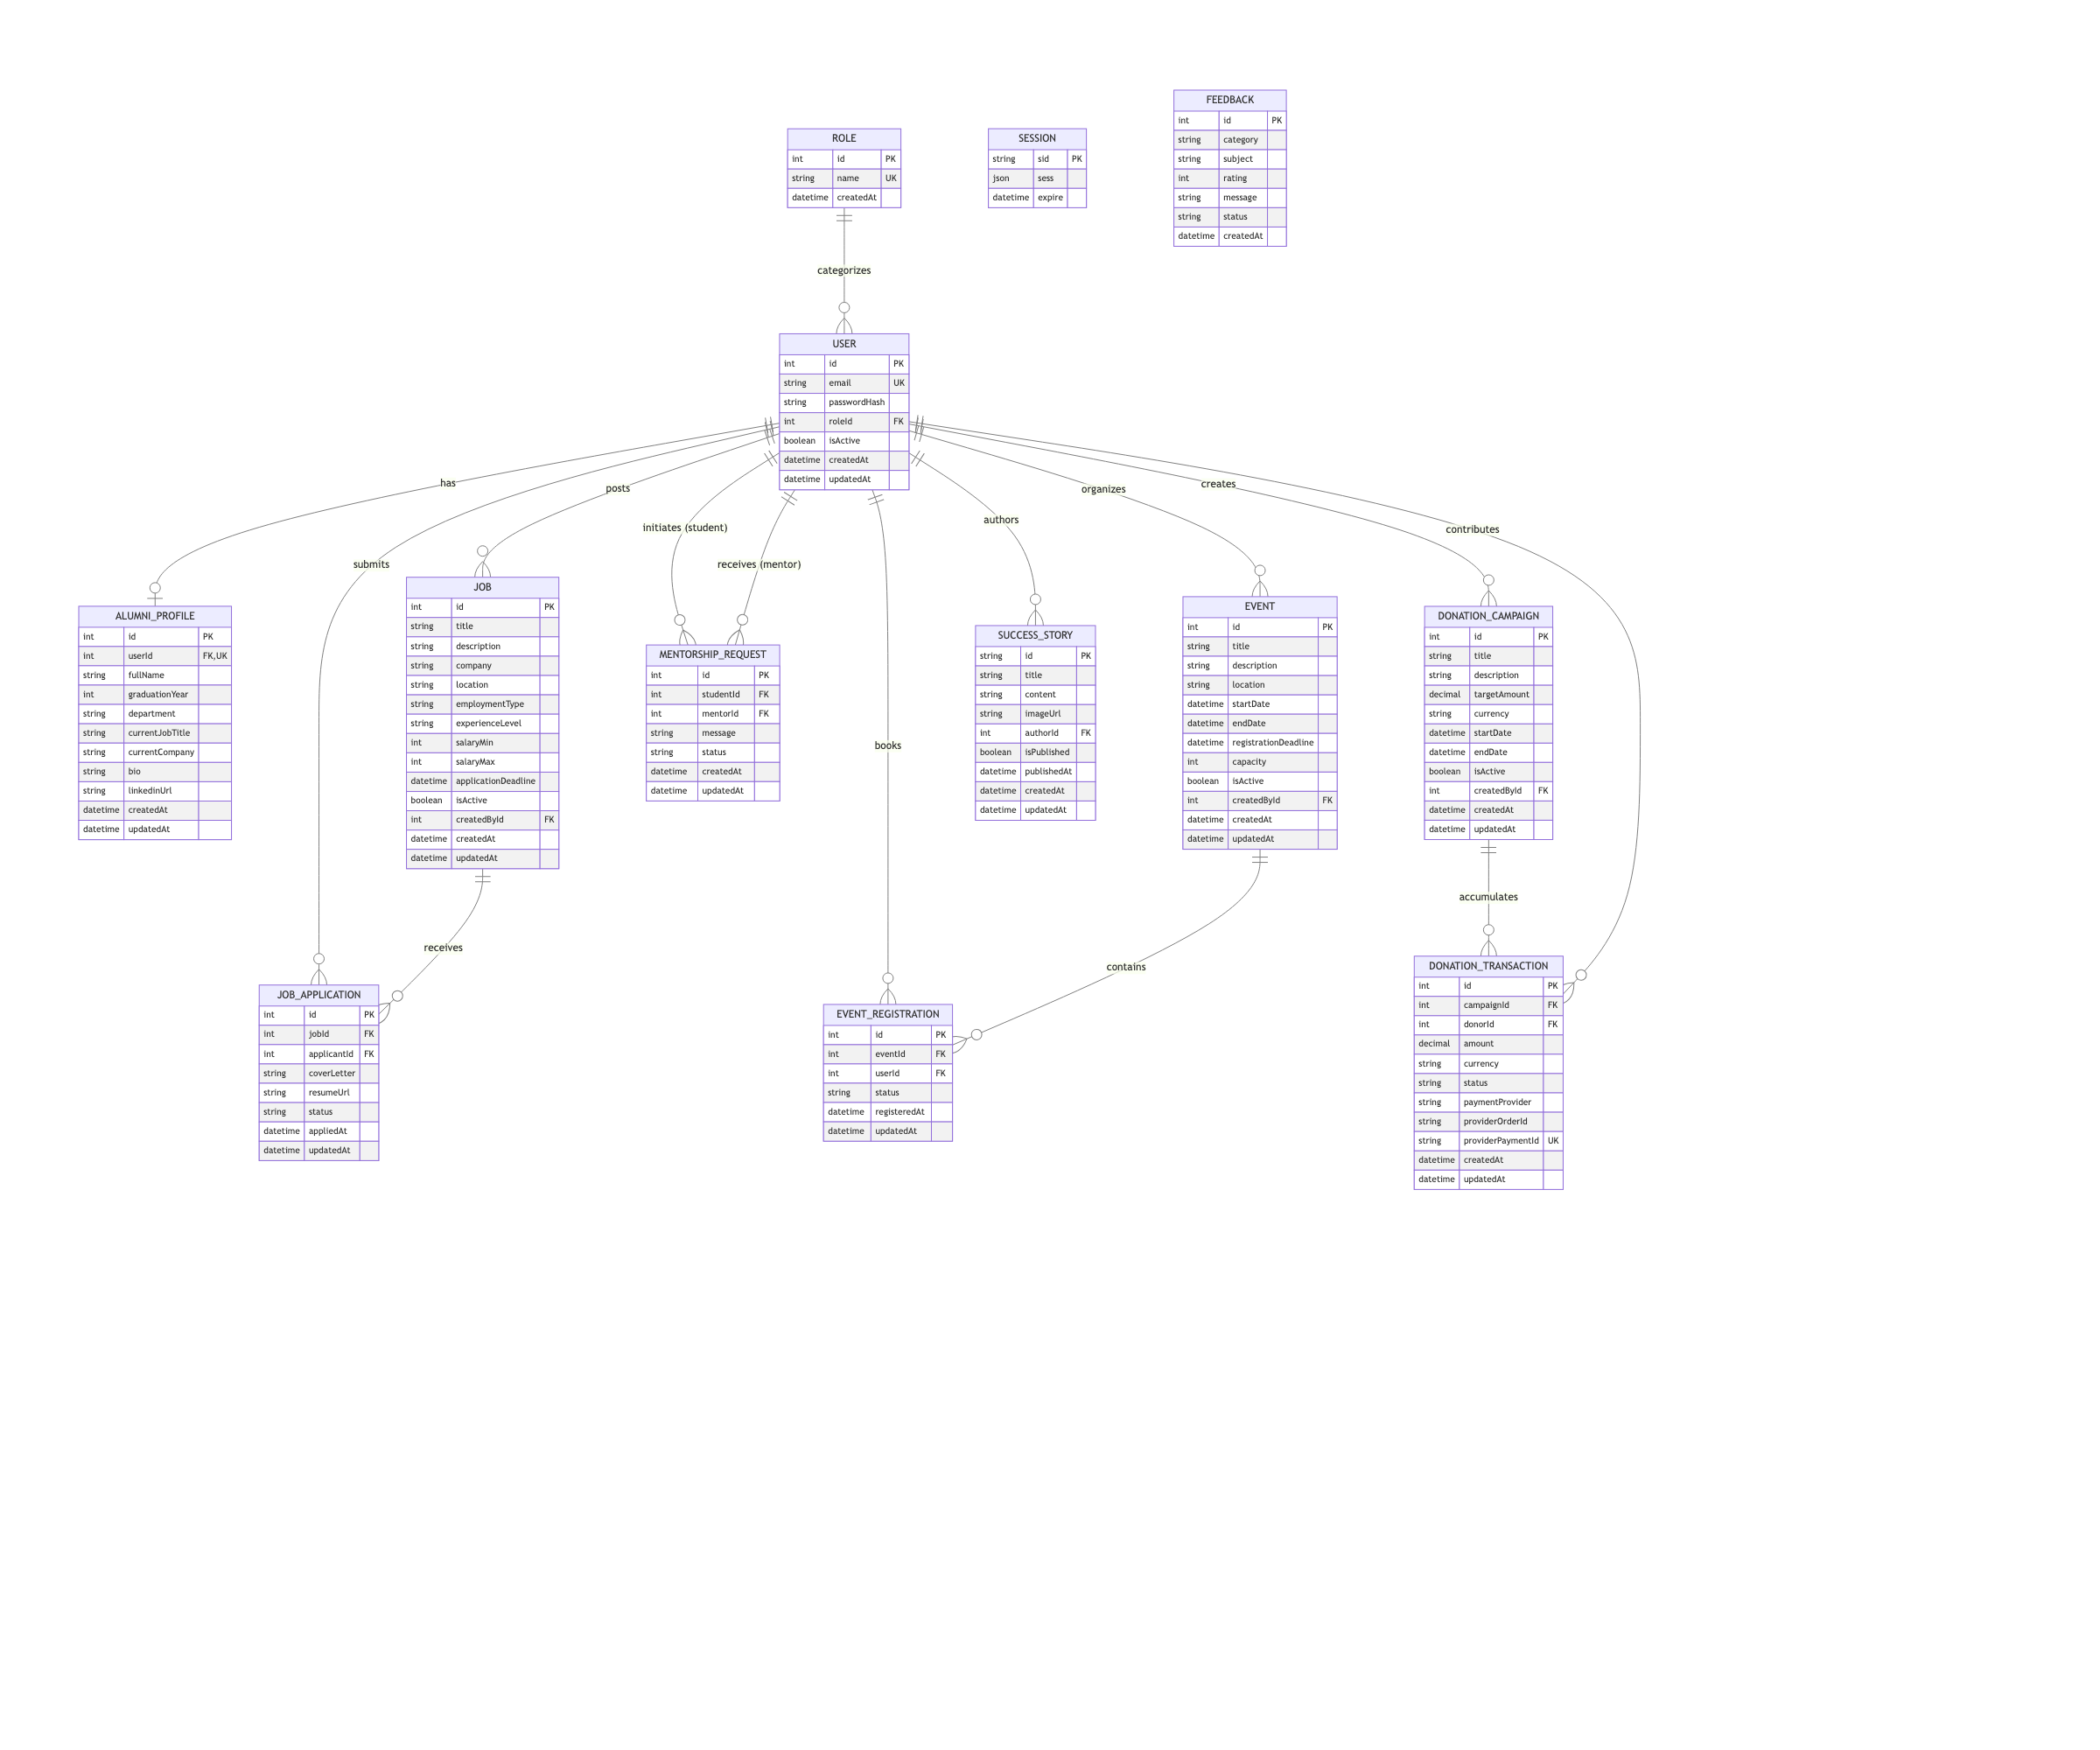 FEEDBACK
int id PK
string category
string subject
int rating
string message
string status
datetime createdAt
ROLE
int id PK
string name UK
datetime createdAt
SESSION
string sid PK
json sess
datetime expire
categorizes
USER
int id PK
string email UK
string passwordHash
int roleId FK
boolean isActive
datetime createdAt
datetime updatedAt
has
submits
posts
initiates (student)
receives (mentor)
books
authors
organizes
creates
contributes
ALUMNI_PROFILE
int id PK
int userId FK,UK
string fullName
int graduationYear
string department
string currentJobTitle
string currentCompany
string bio
string linkedinUrl
datetime createdAt
datetime updatedAt
JOB
int id PK
string title
string description
string company
string location
string employmentType
string experienceLevel
int salaryMin
int salaryMax
datetime applicationDeadline
boolean isActive
int createdById FK
datetime createdAt
datetime updatedAt
MENTORSHIP_REQUEST
int id PK
int studentId FK
int mentorId FK
string message
string status
datetime createdAt
datetime updatedAt
SUCCESS_STORY
string id PK
string title
string content
string imageUrl
int authorId FK
boolean isPublished
datetime publishedAt
datetime createdAt
datetime updatedAt
EVENT
int id PK
string title
string description
string location
datetime startDate
datetime endDate
datetime registrationDeadline
int capacity
boolean isActive
int createdById FK
datetime createdAt
datetime updatedAt
DONATION_CAMPAIGN
int id PK
string title
string description
decimal targetAmount
string currency
datetime startDate
datetime endDate
boolean isActive
int createdById FK
datetime createdAt
datetime updatedAt
receives
contains
accumulates
JOB_APPLICATION
int id PK
int jobId FK
int applicantId FK
string coverLetter
string resumeUrl
string status
datetime appliedAt
datetime updatedAt
EVENT_REGISTRATION
int id PK
int eventId FK
int userId FK
string status
datetime registeredAt
datetime updatedAt
DONATION_TRANSACTION
int id PK
int campaignId FK
int donorId FK
decimal amount
string currency
string status
string paymentProvider
string providerOrderId
string providerPaymentId UK
datetime createdAt
datetime updatedAt